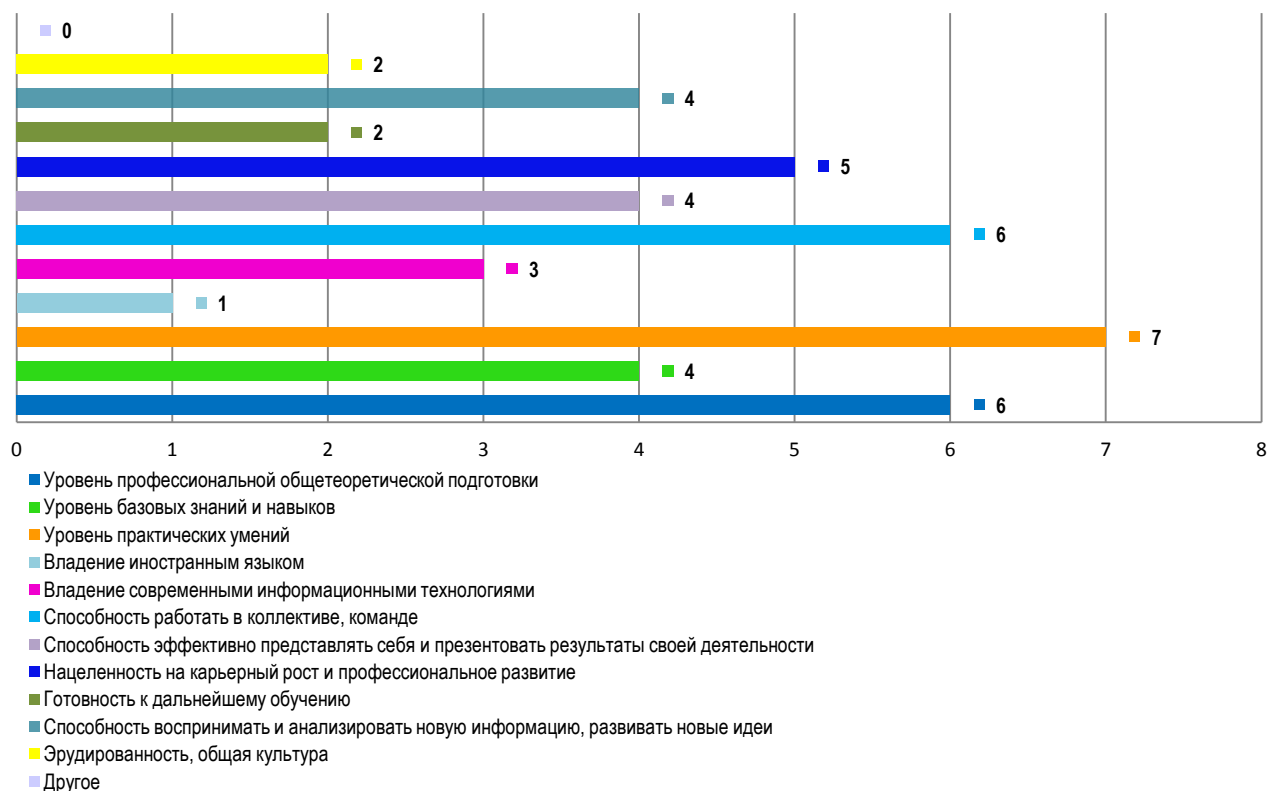 0
2
4
2
5
4
6
3
1
7
4
6
0 1 2 3 4 5 6 7 8
Уровень профессиональной общетеоретической подготовки
Уровень базовых знаний и навыков
Уровень практических умений
Владение иностранным языком
Владение современными информационными технологиями
Способность работать в коллективе, команде
Способность эффективно представлять себя и презентовать результаты своей деятельности
Нацеленность на карьерный рост и профессиональное развитие
Готовность к дальнейшему обучению
Способность воспринимать и анализировать новую информацию, развивать новые идеи
Эрудированность, общая культура
Другое